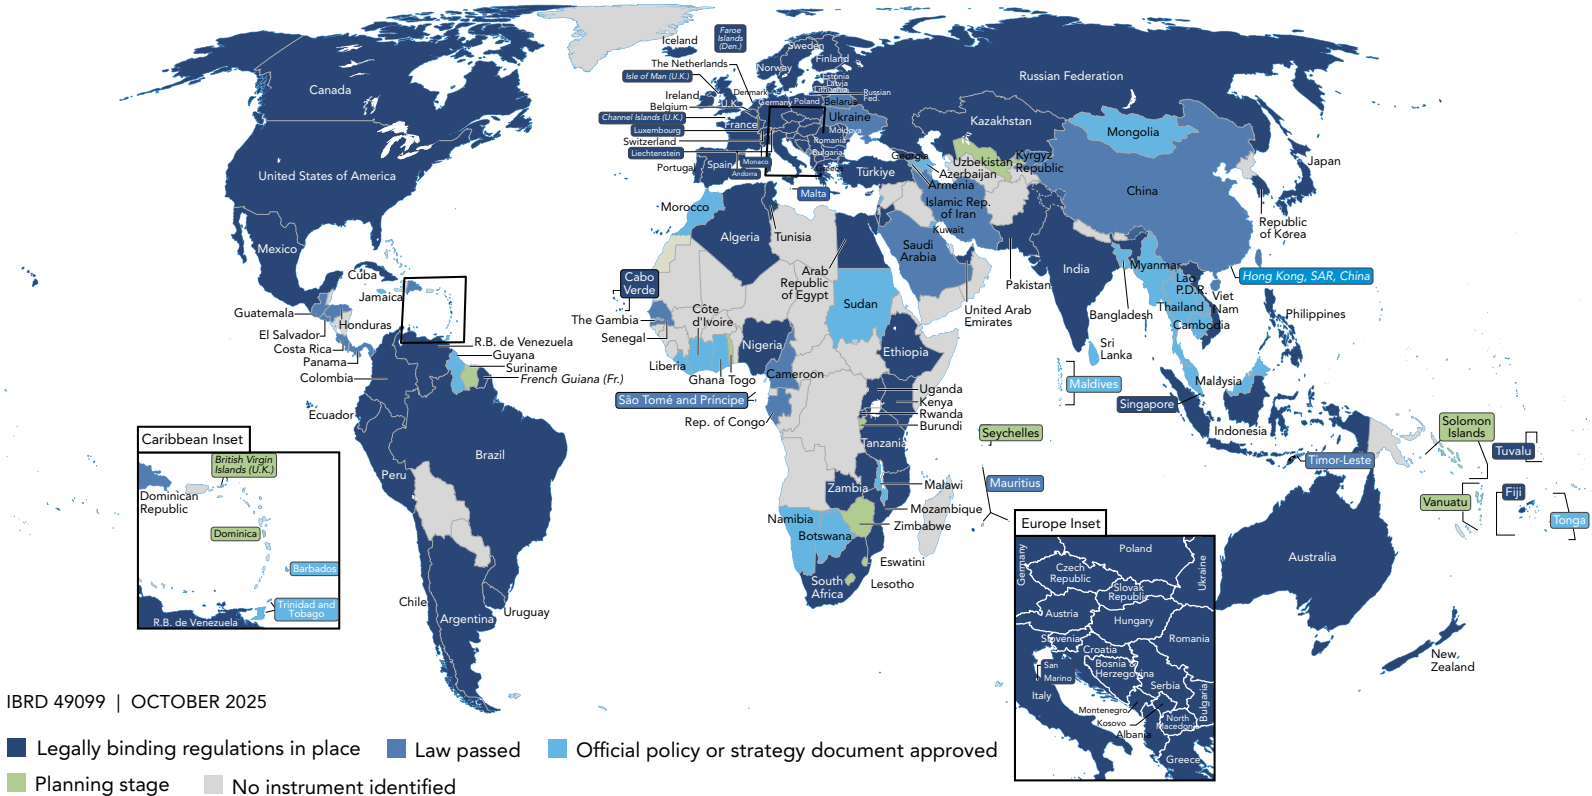 Iceland
Faroe
Islands
(Den.)
Sweden
Finland
Norway
The Netherlands
Isle of Man (U.K.)
Estonia
Latvia
Lithuania
Russian
Fed.
Russian Federation
Canada
Ireland
Denmark
Belgium
U.K.
Germany
Poland
Belarus
Channel Islands (U.K.)
France
Ukraine
Luxembourg
Moldova
Switzerland
Romania
Liechtenstein
Monaco
Bulgaria
Portugal
Spain
Andorra
Greece
Malta
Türkiye
Georgia
Azerbaijan
Armenia
Uzbekistan
Kyrgyz
Republic
Kazakhstan
Mongolia
China
Japan
Republic
of Korea
United States of America
Mexico
Cuba
Jamaica
Guatemala
El Salvador
Honduras
Costa Rica
Panama
Colombia
Ecuador
R.B. de Venezuela
Guyana
Suriname
French Guiana (Fr.)
Peru
Brazil
Chile
Argentina
Uruguay
Morocco
Algeria
Tunisia
Arab
Republic
of Egypt
Islamic Rep.
of Iran
Kuwait
Saudi
Arabia
United Arab
Emirates
Pakistan
India
Bangladesh
Myanmar
Lao
P.D.R.
Thailand
Viet
Nam
Cambodia
Hong Kong, SAR, China
Philippines
Sri
Lanka
Maldives
Malaysia
Singapore
Indonesia
Timor-Leste
Cabo
Verde
The Gambia
Senegal
Côte
d'Ivoire
Liberia
Ghana
Togo
Nigeria
Cameroon
São Tomé and Príncipe
Rep. of Congo
Sudan
Ethiopia
Uganda
Kenya
Rwanda
Burundi
Tanzania
Seychelles
Mauritius
Zambia
Malawi
Mozambique
Zimbabwe
Namibia
Botswana
Eswatini
Lesotho
South
Africa
Solomon
Islands
Tuvalu
Vanuatu
Fiji
Tonga
Australia
New
Zealand
Caribbean Inset
British Virgin
Islands (U.K.)
Dominican
Republic
Dominica
Barbados
Trinidad and
Tobago
R.B. de Venezuela
Europe Inset
Germany
Poland
Ukraine
Czech
Republic
Slovak
Republic
Austria
Hungary
Slovenia
Croatia
Romania
San
Marino
Bosnia &
Herzegovina
Italy
Serbia
Bulgaria
Montenegro
Kosovo
North
Macedonia
Albania
Greece
IBRD 49099 | OCTOBER 2025
Legally binding regulations in place
Law passed
Official policy or strategy document approved
Planning stage
No instrument identified